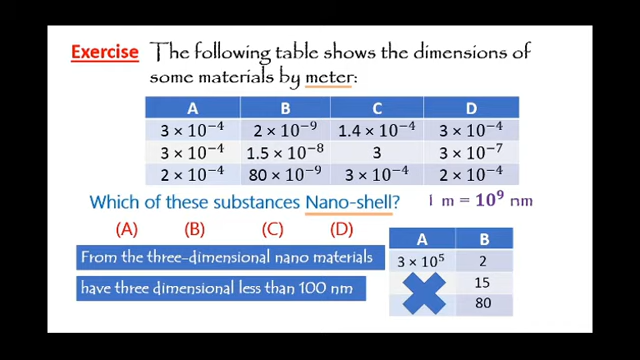 Exercise The following table shows the dimensions of
some materials by meter:
A B C D
3 × 10⁻⁴ 2 × 10⁻⁹ 1.4 × 10⁻⁴ 3 × 10⁻⁴
3 × 10⁻⁴ 1.5 × 10⁻⁸ 3 3 × 10⁻⁷
2 × 10⁻⁴ 80 × 10⁻⁹ 3 × 10⁻⁴ 2 × 10⁻⁴
Which of these substances Nano-shell? 1 m = 10⁹ nm
(A) (B) (C) (D)
From the three-dimensional nano materials
have three dimensional less than 100 nm
A B
3 × 10⁵ 2
15
80